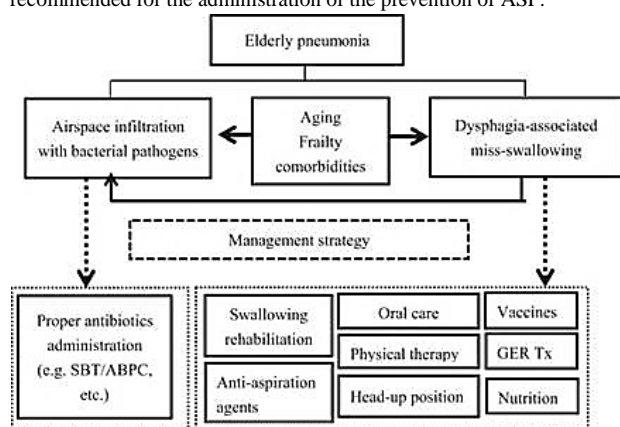 recommended for the administration of the prevention of ASP.
Elderly pneumonia
Airspace infiltration
with bacterial pathogens
Aging
Frailty
comorbidities
Dysphagia-associated
miss-swallowing
Management strategy
Proper antibiotics
administration
(e.g. SBT/ABPC,
etc.)
Swallowing
rehabilitation
Anti-aspiration
agents
Oral care
Physical therapy
Head-up position
Vaccines
GER Tx
Nutrition